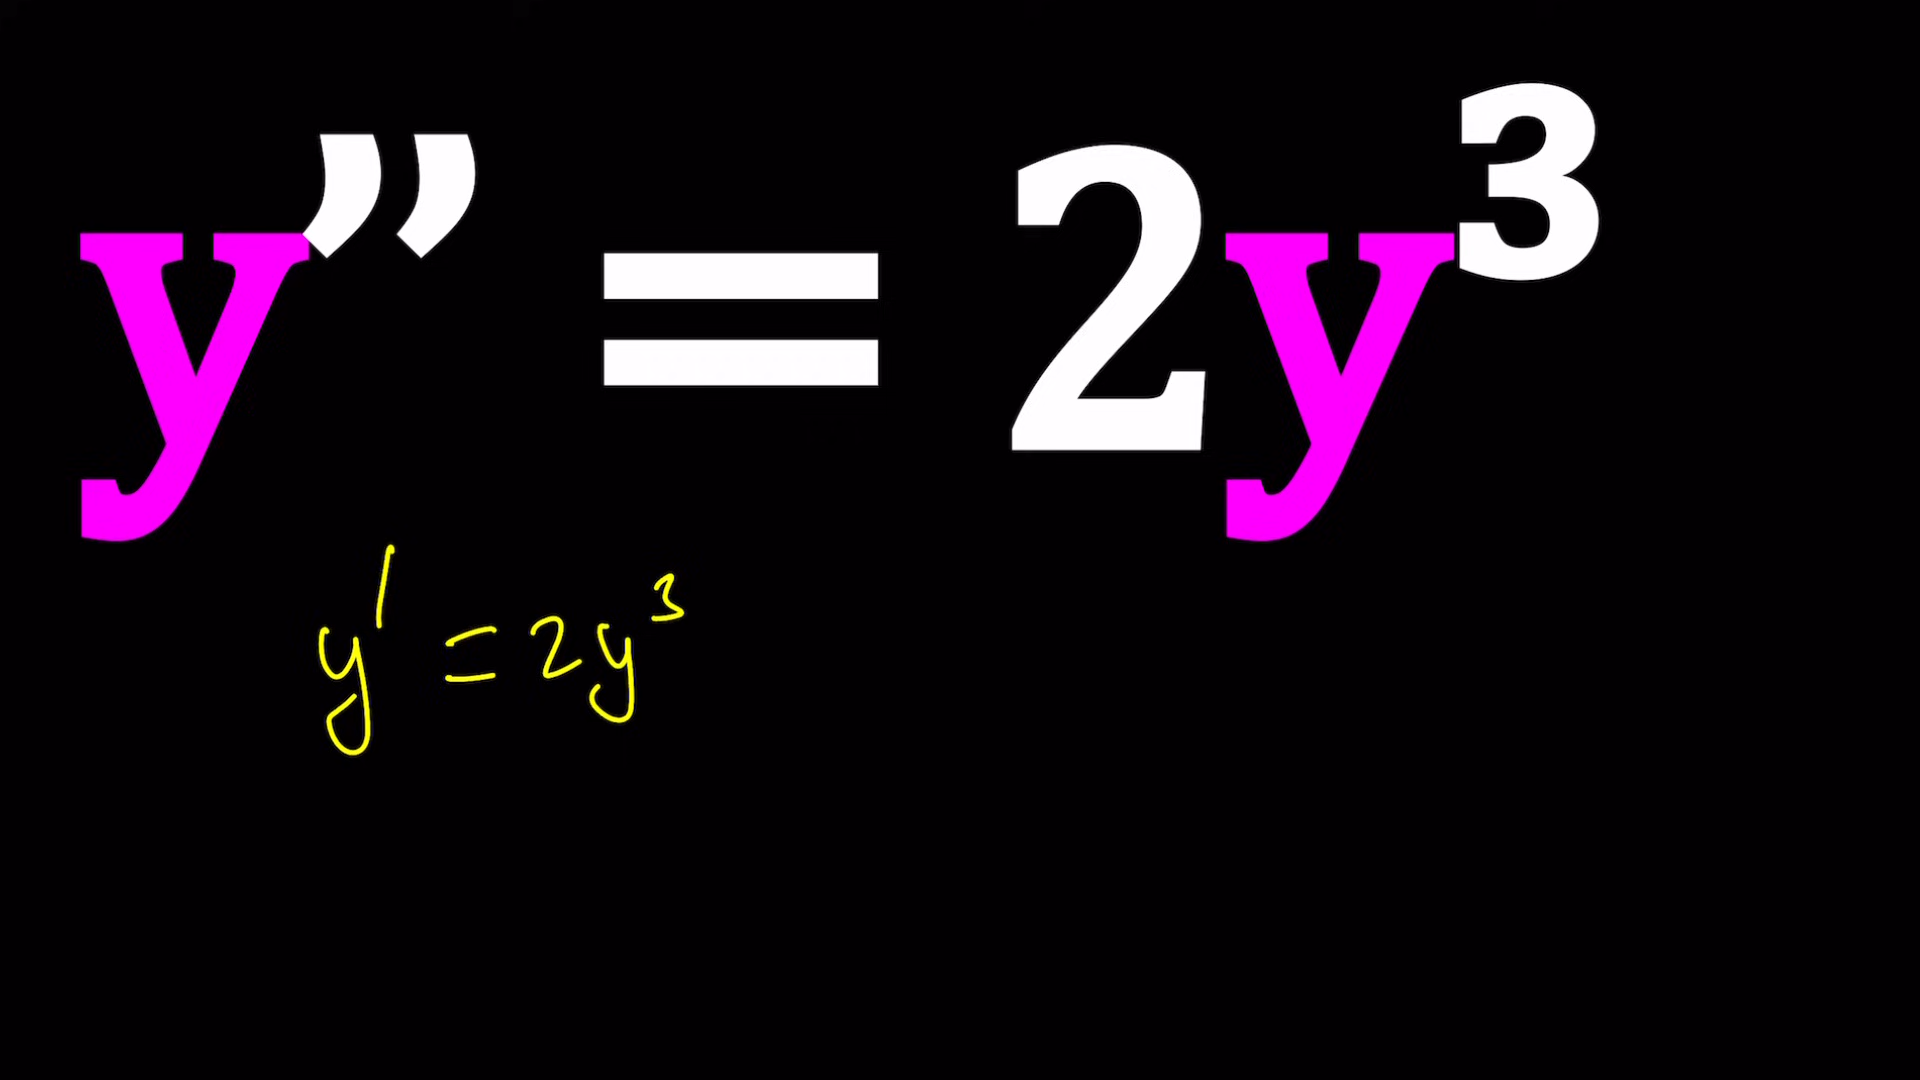 y” = 2y³
y' = 2y³